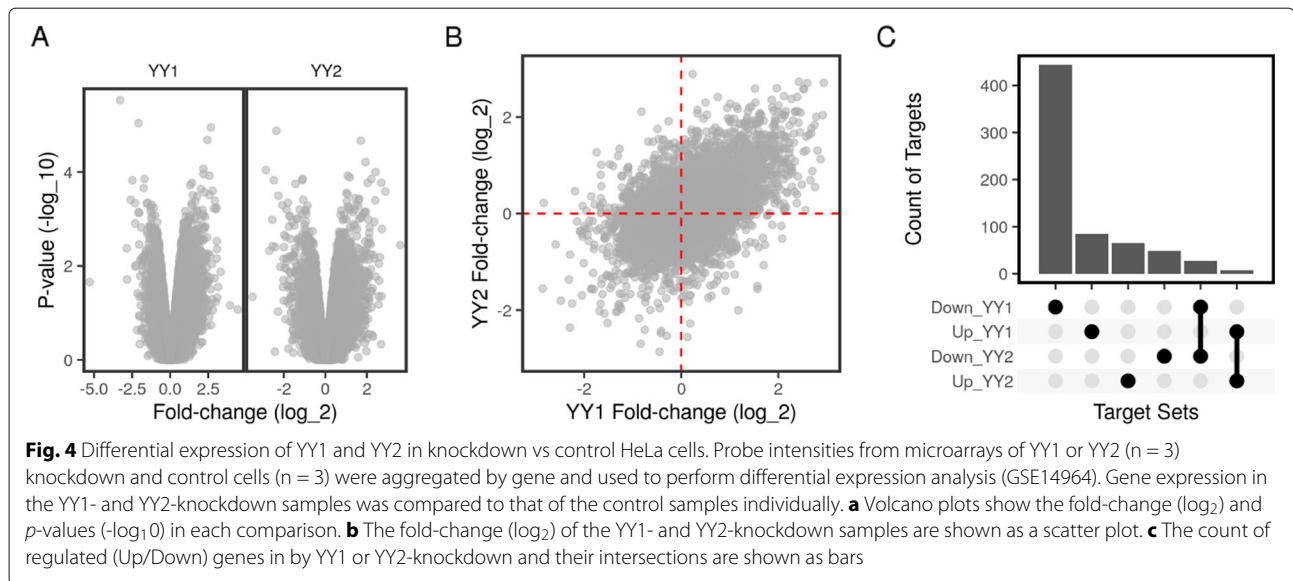 A
YY1
YY2
P-value (-log_10)
4
2
0
-5.0 -2.5 0.0 2.5
-2 0 2
Fold-change (log_2)
B
YY2 Fold-change (log_2)
2
0
-2
-2 0 2
YY1 Fold-change (log_2)
C
Count of Targets
400
300
200
100
0
Down_YY1
Up_YY1
Down_YY2
Up_YY2
Target Sets
Fig. 4 Differential expression of YY1 and YY2 in knockdown vs control HeLa cells. Probe intensities from microarrays of YY1 or YY2 (n = 3)
knockdown and control cells (n = 3) were aggregated by gene and used to perform differential expression analysis (GSE14964). Gene expression in
the YY1- and YY2-knockdown samples was compared to that of the control samples individually. a Volcano plots show the fold-change (log₂) and
p-values (-log₁0) in each comparison. b The fold-change (log₂) of the YY1- and YY2-knockdown samples are shown as a scatter plot. c The count of
regulated (Up/Down) genes in by YY1 or YY2-knockdown and their intersections are shown as bars